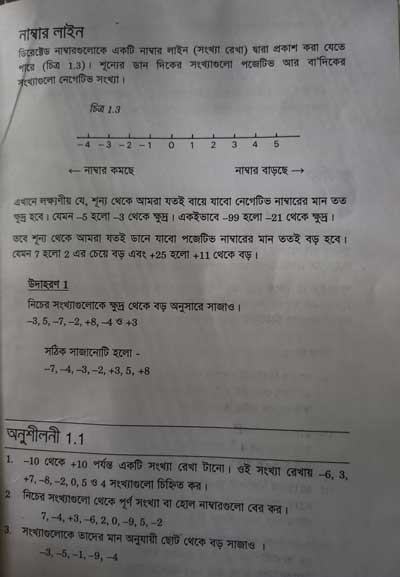 নাম্বার লাইন
ডিরেক্টেড নাম্বারগুলোকে একটি নাম্বার লাইন (সংখ্যা রেখা) দ্বারা প্রকাশ করা যেতে
পারে (চিত্র 1.3)। শূন্যের ডান দিকের সংখ্যাগুলো পজেটিভ আর বা'দিকের
সংখ্যাগুলো নেগেটিভ সংখ্যা।
চিত্র 1.3
–4 –3 –2 –1 0 1 2 3 4 5
← নাম্বার কমছে নাম্বার বাড়ছে →
এখানে লক্ষ্যণীয় যে, শূন্য থেকে আমরা যতই বায়ে যাবো নেগেটিভ নাম্বারের মান তত
ক্ষুদ্র হবে। যেমন –5 হলো –3 থেকে ক্ষুদ্র। একইভাবে –99 হলো –21 থেকে ক্ষুদ্র।
তবে শূন্য থেকে আমরা যতই ডানে যাবো পজেটিভ নাম্বারের মান ততই বড় হবে।
যেমন 7 হলো 2 এর চেয়ে বড় এবং +25 হলো +11 থেকে বড়।
উদাহরণ 1
নিচের সংখ্যাগুলোকে ক্ষুদ্র থেকে বড় অনুসারে সাজাও।
–3, 5, –7, –2, +8, –4 ও +3
সঠিক সাজানোটি হলো -
–7, –4, –3, –2, +3, 5, +8
অনুশীলনী 1.1
1. –10 থেকে +10 পর্যন্ত একটি সংখ্যা রেখা টানো। ওই সংখ্যা রেখায় –6, 3,
+7, –8, –2, 0, 5 ও 4 সংখ্যাগুলো চিহ্নিত কর।
2 নিচের সংখ্যাগুলো থেকে পূর্ণ সংখ্যা বা হোল নাম্বারগুলো বের কর।
7, –4, +3, –6, 2, 0, –9, 5, –2
3. সংখ্যাগুলোকে তাদের মান অনুযায়ী ছোট থেকে বড় সাজাও ।
–3, –5, –1, –9, –4